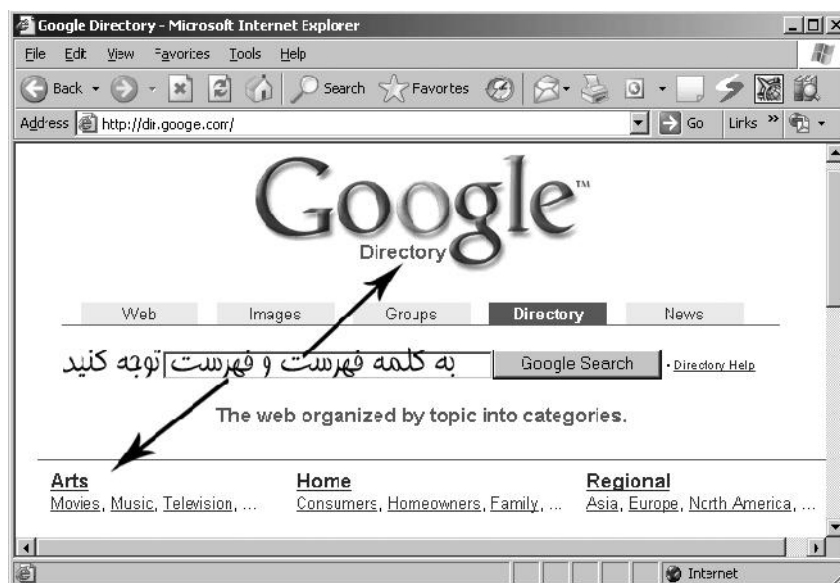 Google Directory - Microsoft Internet Explorer
File Edit View Favorites Tools Help
Back Search Favorites
Address http://dir.googe.com/ Go Links »
Google™
Directory
Web Images Groups Directory News
به کلمه فهرست و فهرست توجه کنید
Google Search • Directory Help
The web organized by topic into categories.
Arts Home Regional
Movies, Music, Television, ... Consumers, Homeowners, Family, ... Asia, Europe, North America, ...
Internet